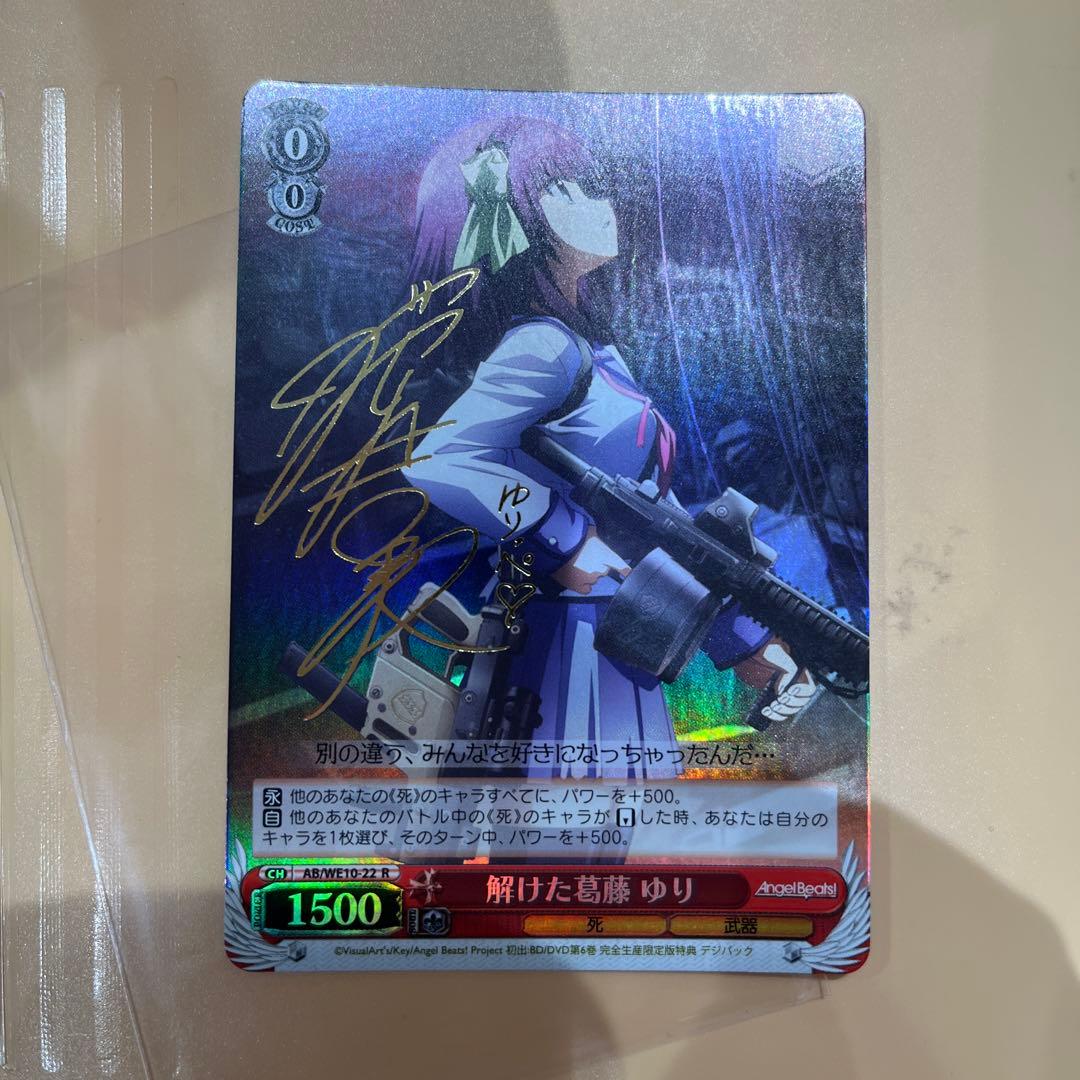 0
0
COST
ゆりっぺ♡
別の違う、みんなを好きになっちゃったんだ…
永 他のあなたの《死》のキャラすべてに、パワーを+500。
自 他のあなたのバトル中の《死》のキャラが した時、あなたは自分の
キャラを1枚選び、そのターン中、パワーを+500。
CH AB/WE10-22 R
解けた葛藤 ゆり
Angel Beats!
1500
死 武器
©VisualArt's/Key/Angel Beats! Project 初出:BD/DVD第6巻 完全生産限定版特典 デジパック